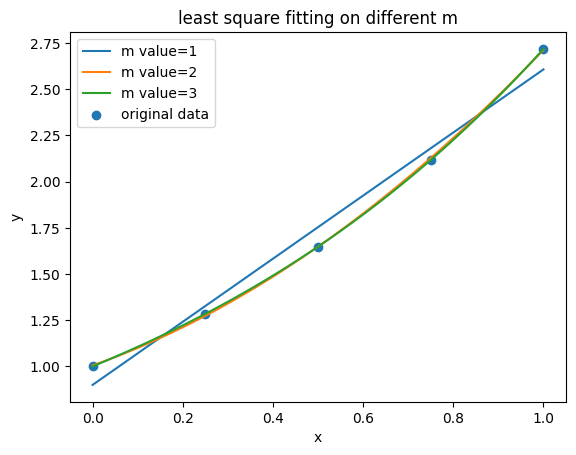 least square fitting on different m
m value=1
m value=2
m value=3
original data
2.75
2.50
2.25
2.00
1.75
1.50
1.25
1.00
y
0.0 0.2 0.4 0.6 0.8 1.0
x